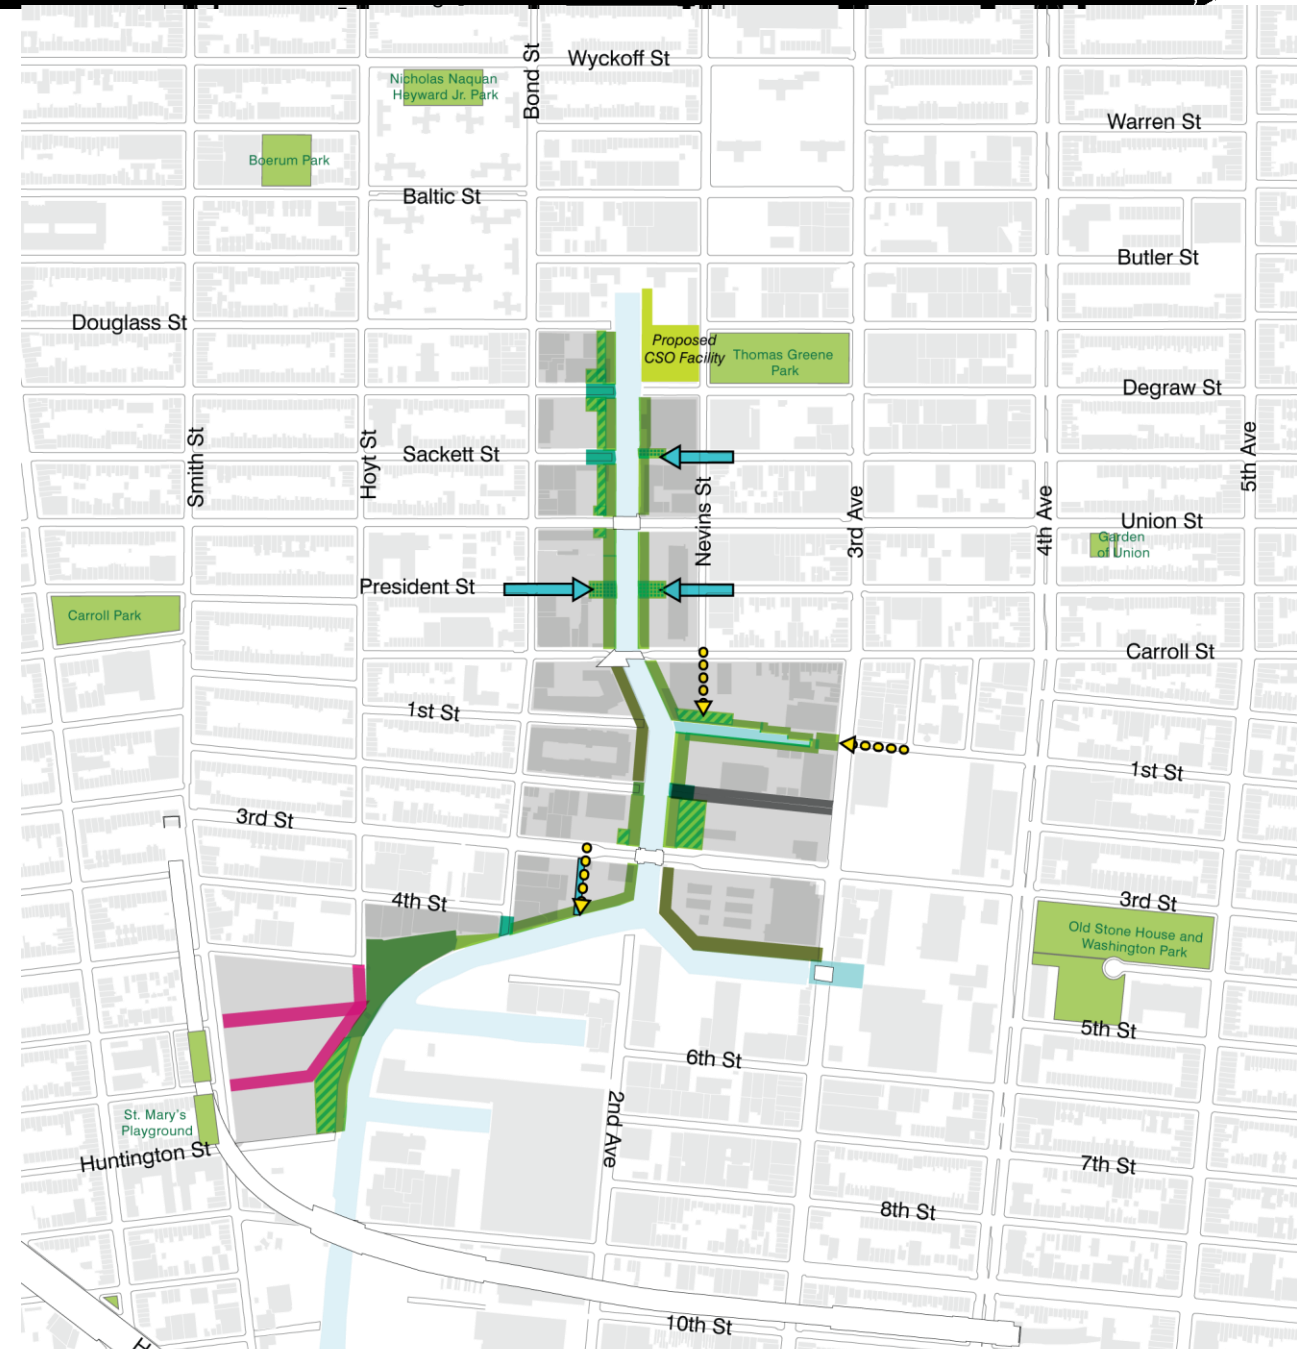 Wyckoff St
Bond St
Nicholas Naquan
Heyward Jr. Park
Warren St
Boerum Park
Baltic St
Butler St
Douglass St
Proposed
CSO Facility
Thomas Greene
Park
Degraw St
Smith St
Hoyt St
Sackett St
Nevins St
3rd Ave
4th Ave
5th Ave
Union St
Garden
of Union
President St
Carroll Park
Carroll St
1st St
1st St
3rd St
4th St
3rd St
Old Stone House and
Washington Park
5th St
6th St
2nd Ave
St. Mary's
Playground
Huntington St
7th St
8th St
10th St